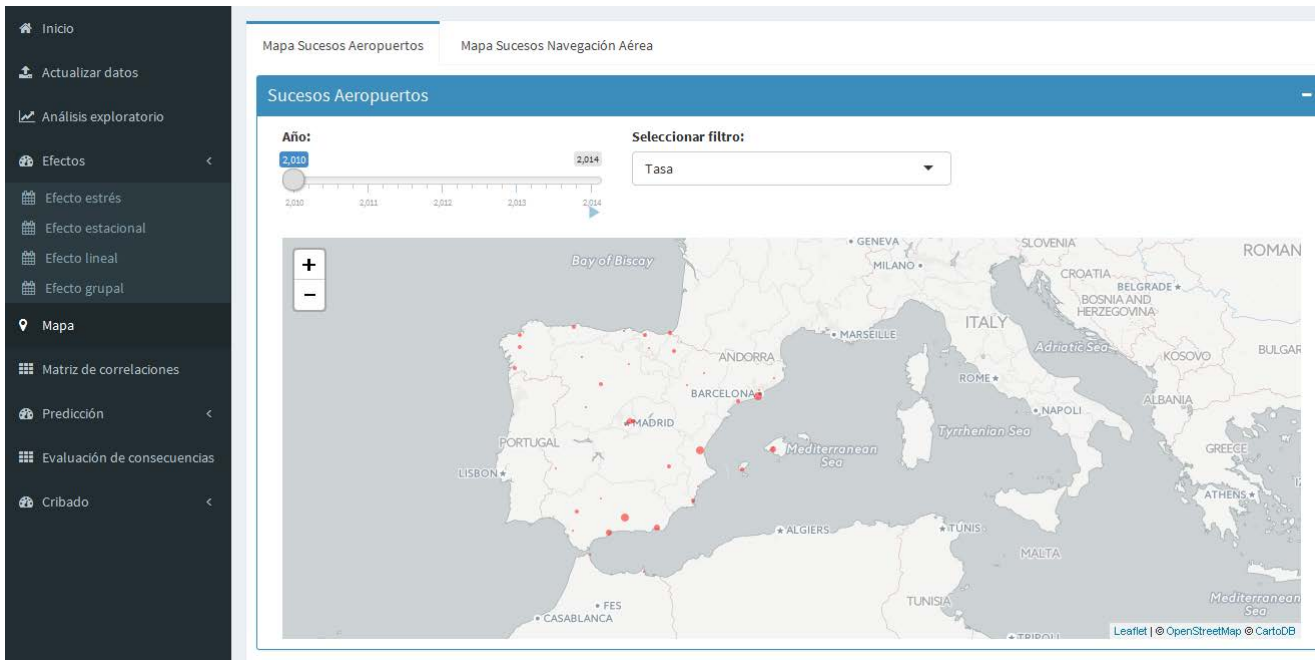 Inicio
Actualizar datos
Análisis exploratorio
Efectos
Efecto estrés
Efecto estacional
Efecto lineal
Efecto grupal
Mapa
Matriz de correlaciones
Predicción
Evaluación de consecuencias
Cribado
Mapa Sucesos Aeropuertos
Mapa Sucesos Navegación Aérea
Sucesos Aeropuertos
Año:
2,010 2,014
2,010 2,011 2,012 2,013 2,014
Seleccionar filtro:
Tasa
+
−
Bay of Biscay
GENEVA
SLOVENIA
ROMAN
MILANO
CROATIA
BELGRADE
BOSNIA AND
HERZEGOVINA
ITALY
MARSEILLE
Adriatic Sea
KOSOVO
BULGAR
ANDORRA
ROME
BARCELONA
ALBANIA
NAPOLI
MADRID
Tyrrhenian Sea
PORTUGAL
Mediterranean
Sea
GREECE
LISBON
ATHENS
ALGIERS
TUNIS
MALTA
FES
TUNISIA
Mediterranean
Sea
CASABLANCA
TRIPOLI
Leaflet | © OpenStreetMap © CartoDB